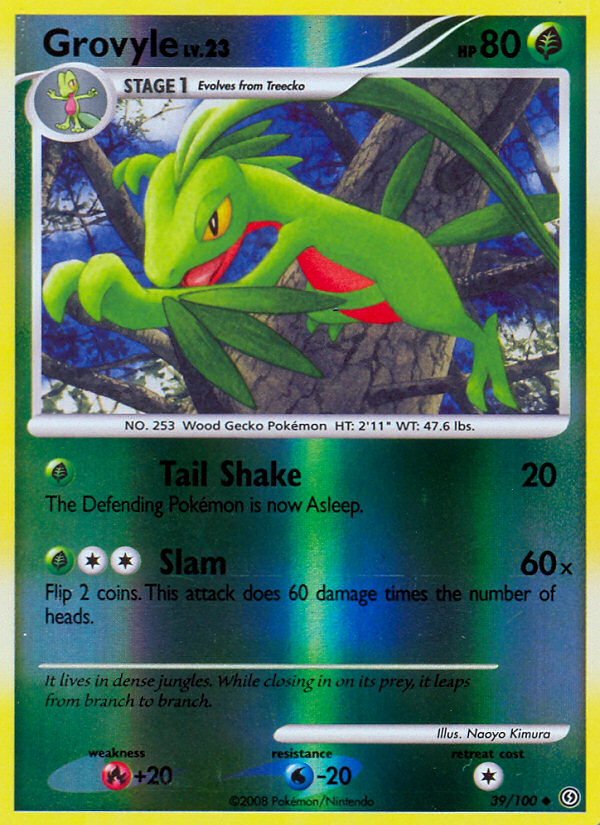 Grovyle LV.23 HP 80
STAGE 1 Evolves from Treecko
NO. 253 Wood Gecko Pokémon HT: 2'11" WT: 47.6 lbs.
Tail Shake 20
The Defending Pokémon is now Asleep.
Slam 60x
Flip 2 coins. This attack does 60 damage times the number of
heads.
It lives in dense jungles. While closing in on its prey, it leaps
from branch to branch.
Illus. Naoyo Kimura
weakness resistance retreat cost
+20 -20
©2008 Pokémon/Nintendo 39/100